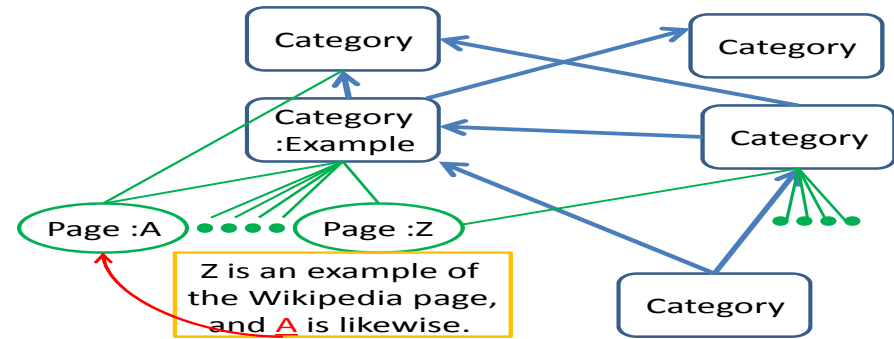 Category
Category
Category
:Example
Category
Page :A
Page :Z
Z is an example of
the Wikipedia page,
and A is likewise.
Category